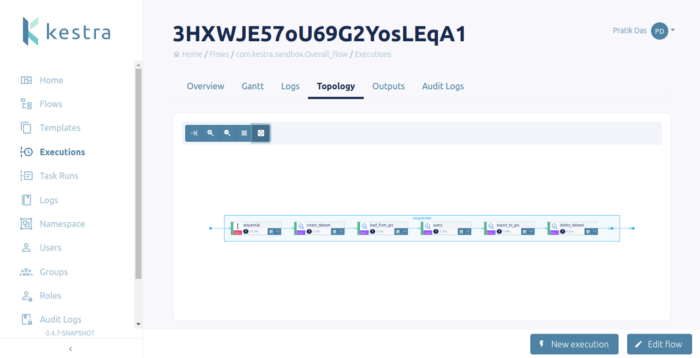 kestra
3HXWJE57oU69G2YosLEqA1
Pratik Das
PD
Home / Flows / com.kestra.sandbox.Overall_flow / Executions
Overview
Gantt
Logs
Topology
Outputs
Audit Logs
Home
Flows
Templates
Executions
Task Runs
Logs
Namespace
Users
Groups
Roles
Audit Logs
0.4.7-SNAPSHOT
sequential
sequential
create_dataset
load_from_gcs
query
export_to_gcs
delete_dataset
New execution
Edit flow